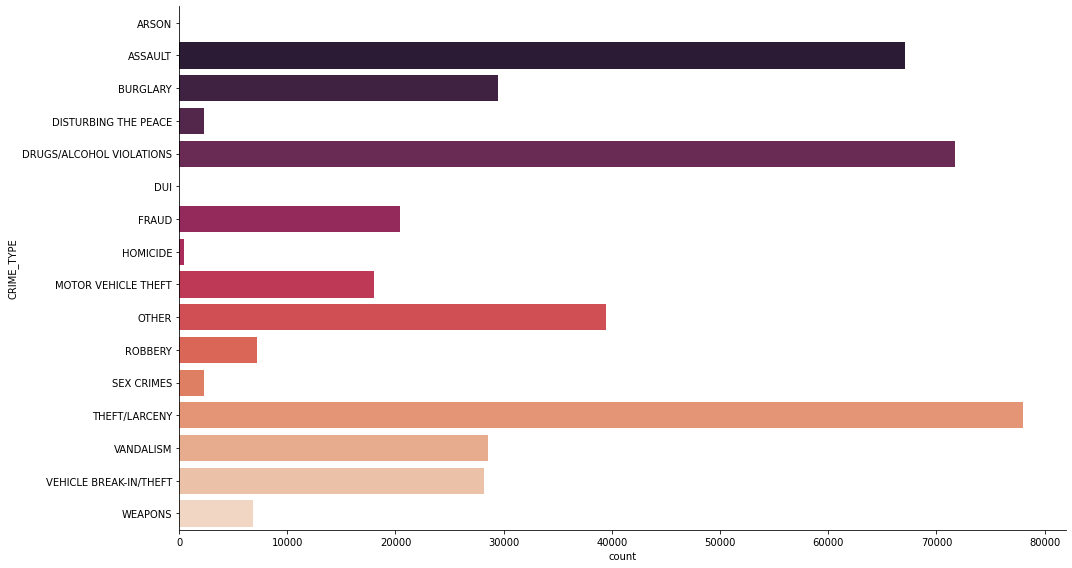 CRIME_TYPE
ARSON
ASSAULT
BURGLARY
DISTURBING THE PEACE
DRUGS/ALCOHOL VIOLATIONS
DUI
FRAUD
HOMICIDE
MOTOR VEHICLE THEFT
OTHER
ROBBERY
SEX CRIMES
THEFT/LARCENY
VANDALISM
VEHICLE BREAK-IN/THEFT
WEAPONS
0 10000 20000 30000 40000 50000 60000 70000 80000
count